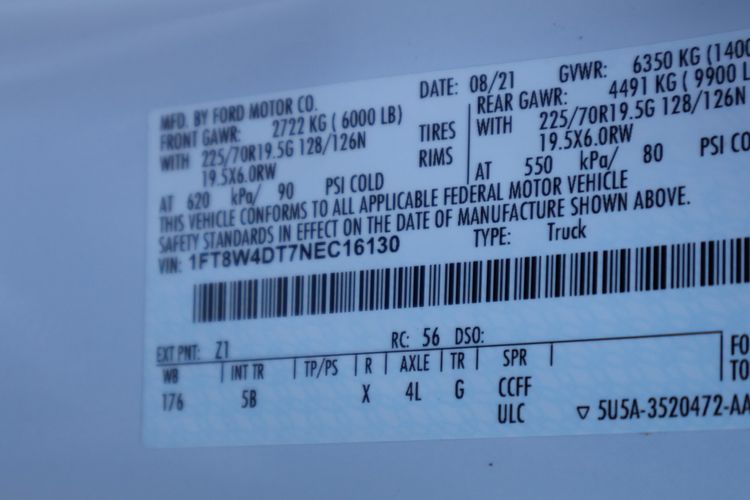 MFD. BY FORD MOTOR CO. DATE: 08/21 GVWR: 6350 KG (1400
FRONT GAWR: 2722 KG ( 6000 LB) REAR GAWR: 4491 KG ( 9900 L
WITH 225/70R19.5G 128/126N TIRES WITH 225/70R19.5G 128/126N
19.5X6.0RW RIMS 19.5X6.0RW
AT 620 kPa/ 90 PSI COLD AT 550 kPa/ 80 PSI CO
THIS VEHICLE CONFORMS TO ALL APPLICABLE FEDERAL MOTOR VEHICLE
SAFETY STANDARDS IN EFFECT ON THE DATE OF MANUFACTURE SHOWN ABOVE.
VIN: 1FT8W4DT7NEC16130 TYPE: Truck
EXT PNT: Z1 RC: 56 DSO:
WB INT TR TP/PS R AXLE TR SPR FO
176 5B X 4L G CCFF TO
ULC ▽ 5U5A-3520472-AA